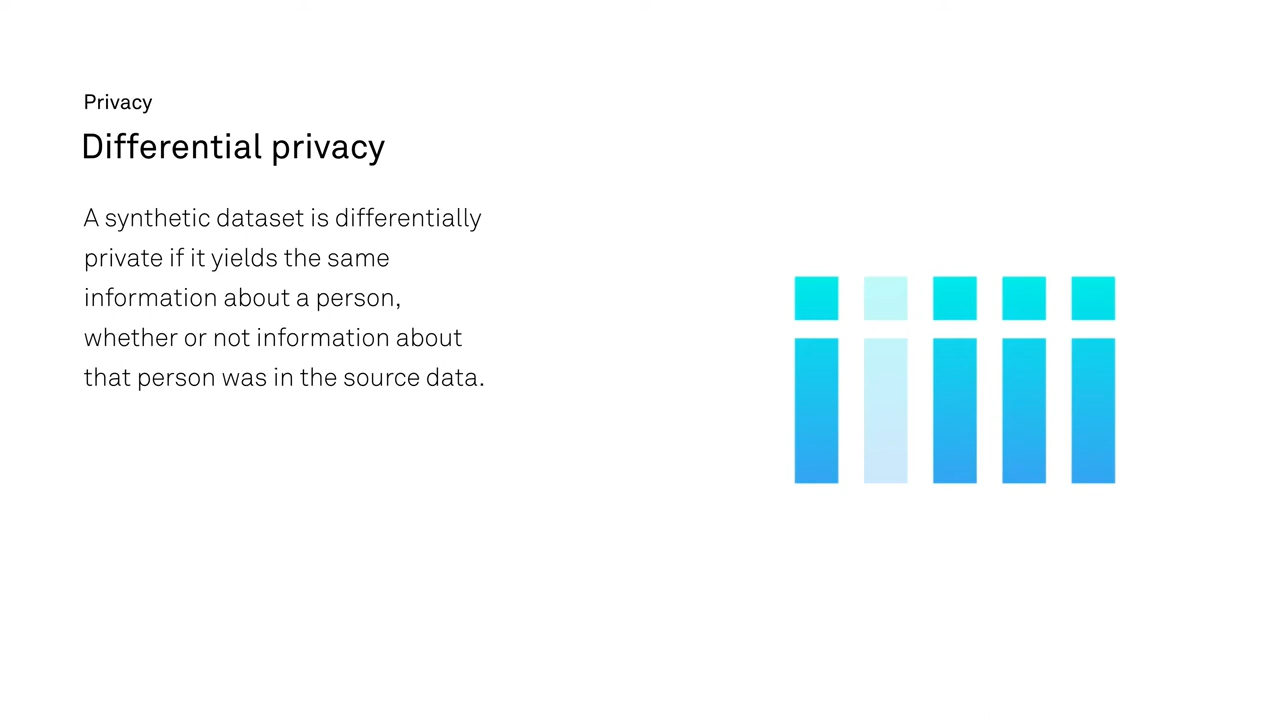 Privacy
Differential privacy
A synthetic dataset is differentially
private if it yields the same
information about a person,
whether or not information about
that person was in the source data.